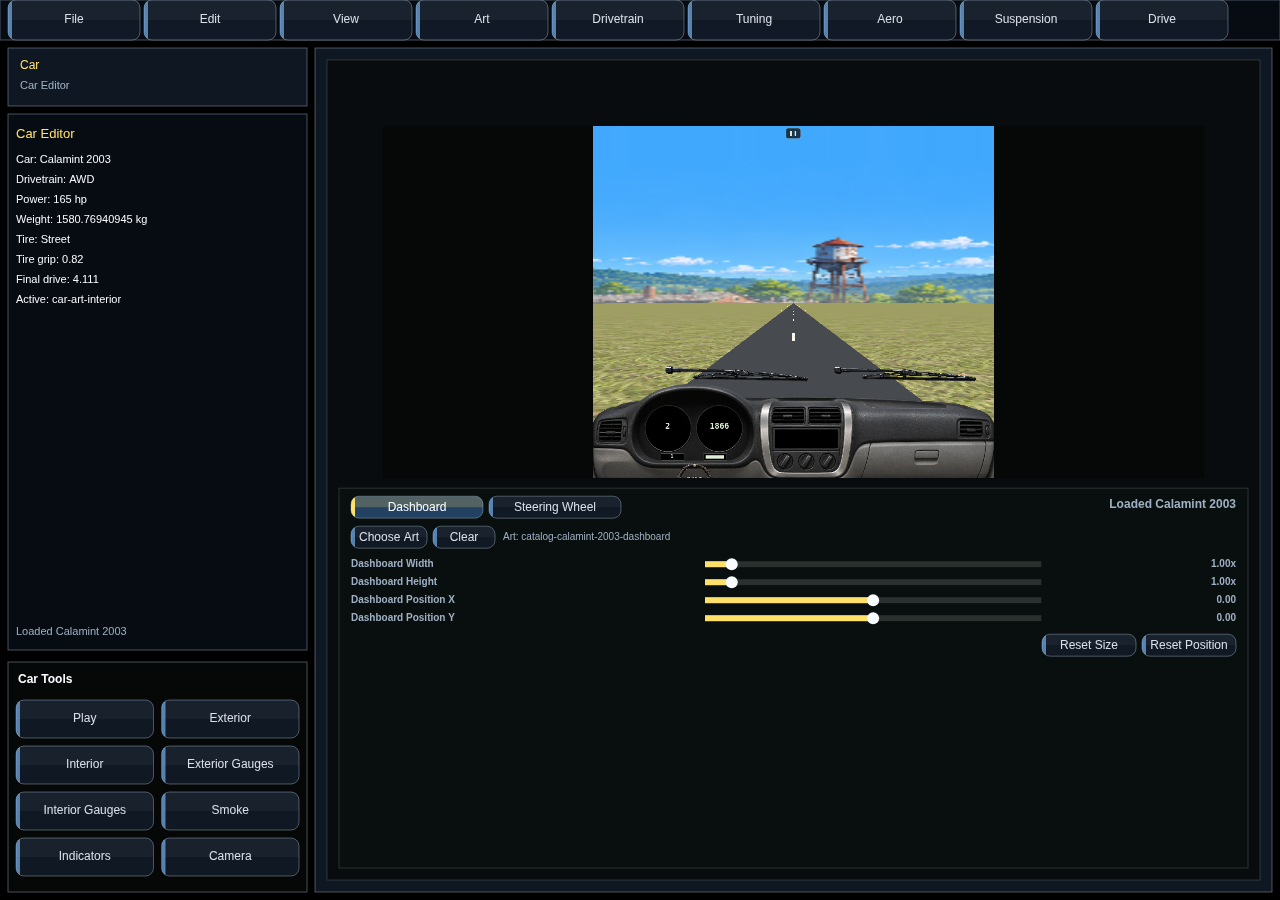 File
Edit
View
Art
Drivetrain
Tuning
Aero
Suspension
Drive
Car
Car Editor
Car Editor
Car: Calamint 2003
Drivetrain: AWD
Power: 165 hp
Weight: 1580.76940945 kg
Tire: Street
Tire grip: 0.82
Final drive: 4.111
Active: car-art-interior
Loaded Calamint 2003
Car Tools
Play
Exterior
Interior
Exterior Gauges
Interior Gauges
Smoke
Indicators
Camera
2
1866
1
Dashboard
Steering Wheel
Loaded Calamint 2003
Choose Art
Clear
Art: catalog-calamint-2003-dashboard
Dashboard Width
1.00x
Dashboard Height
1.00x
Dashboard Position X
0.00
Dashboard Position Y
0.00
Reset Size
Reset Position